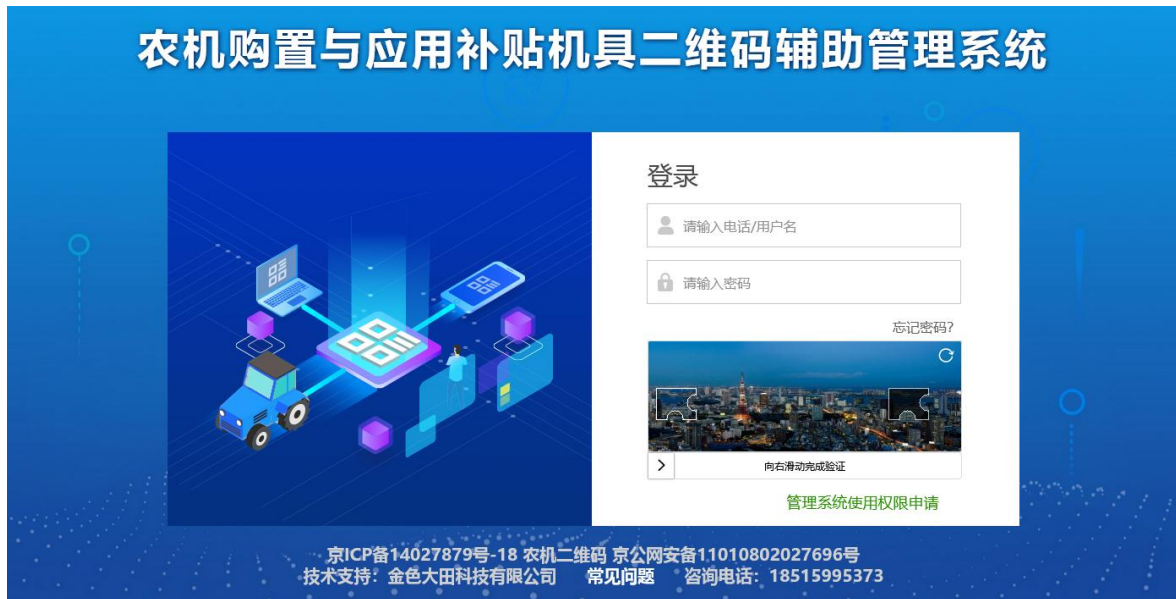 农机购置与应用补贴机具二维码辅助管理系统
登录
请输入电话/用户名
请输入密码
忘记密码?
向右滑动完成验证
管理系统使用权限申请
京ICP备14027879号-18 农机二维码 京公网安备11010802027696号
技术支持：金色大田科技有限公司 常见问题 咨询电话：18515995373